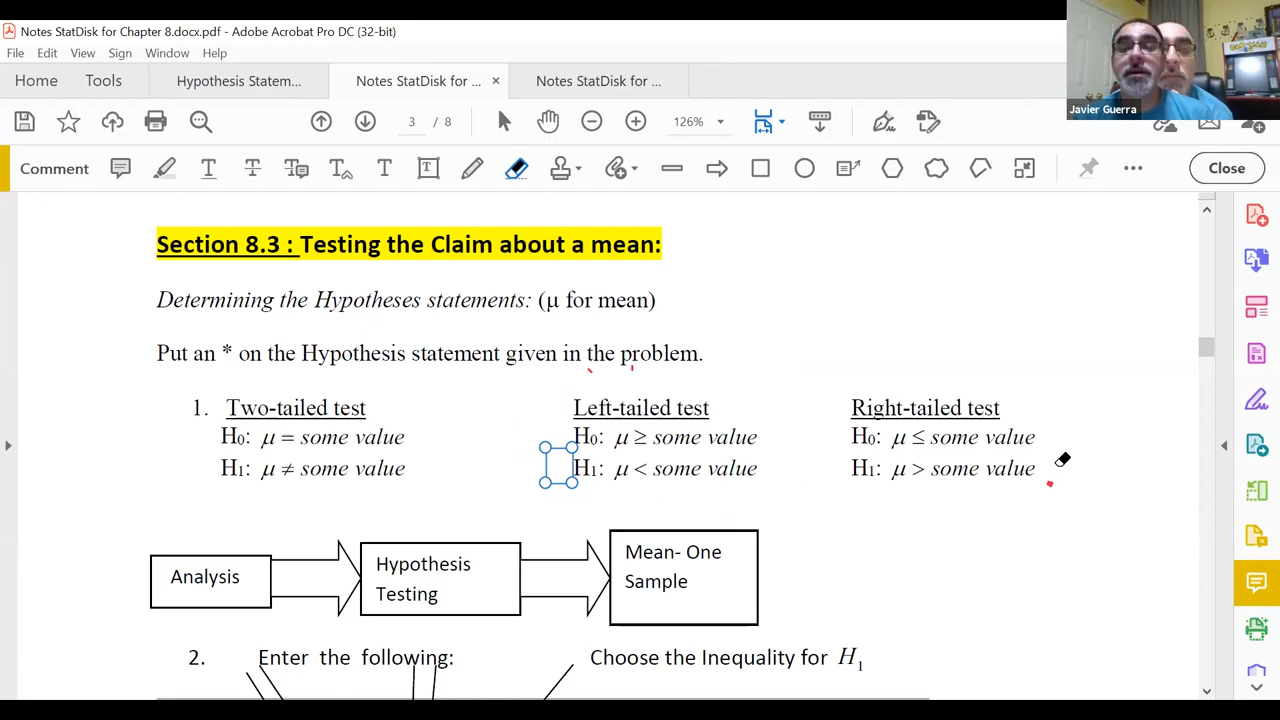 Notes StatDisk for Chapter 8.docx.pdf - Adobe Acrobat Pro DC (32-bit)
File Edit View Sign Window Help
Home Tools Hypothesis Statem... Notes StatDisk for ... × Notes StatDisk for ...
Javier Guerra
/ 8 126%
Comment Close
Section 8.3 : Testing the Claim about a mean:
Determining the Hypotheses statements: (μ for mean)
Put an * on the Hypothesis statement given in the problem.
1. Two-tailed test Left-tailed test Right-tailed test
H0: μ = some value H0: μ ≥ some value H0: μ ≤ some value
H1: μ ≠ some value H1: μ < some value H1: μ > some value
Analysis Hypothesis Testing Mean- One Sample
2. Enter the following: Choose the Inequality for H1